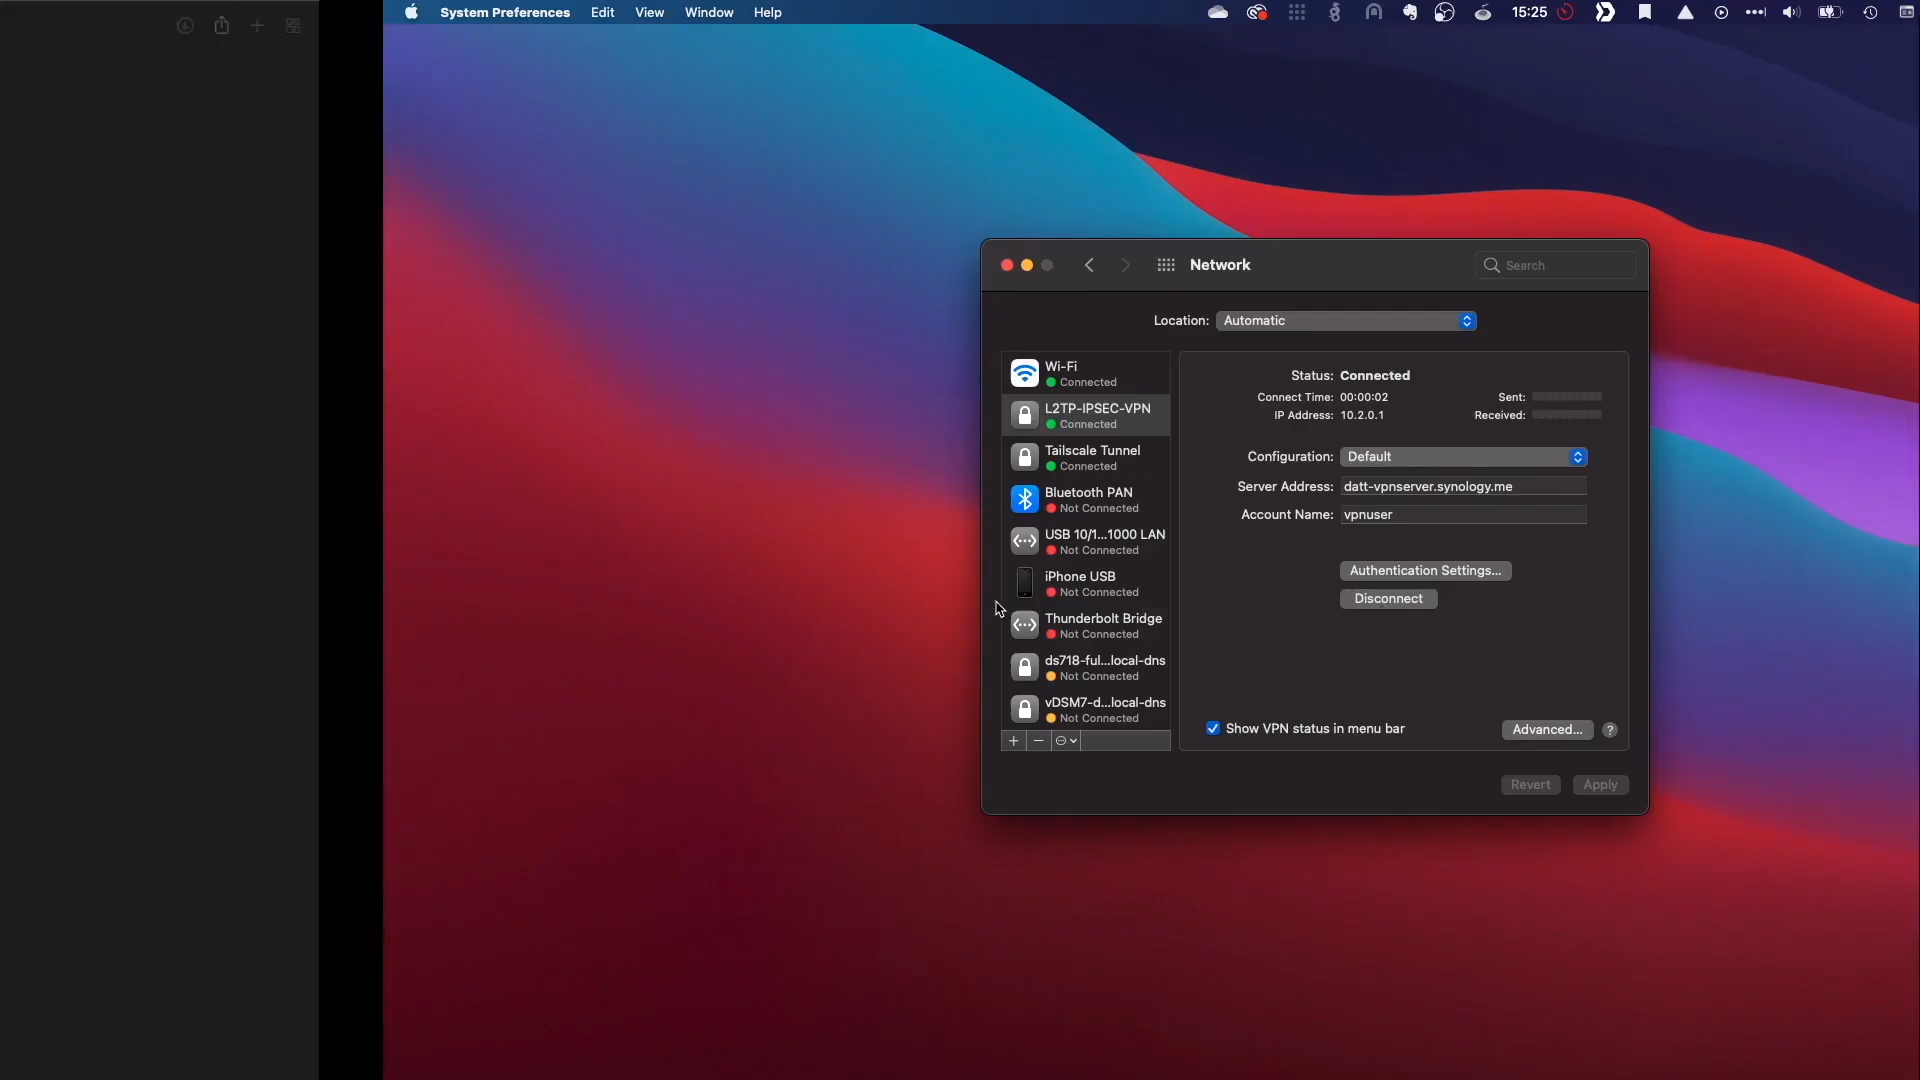 System Preferences Edit View Window Help 15:25
Network
Search
Location: Automatic
Wi-Fi
Connected
L2TP-IPSEC-VPN
Connected
Tailscale Tunnel
Connected
Bluetooth PAN
Not Connected
USB 10/1...1000 LAN
Not Connected
iPhone USB
Not Connected
Thunderbolt Bridge
Not Connected
ds718-ful...local-dns
Not Connected
vDSM7-d...local-dns
Not Connected
Status: Connected
Connect Time: 00:00:02 Sent:
IP Address: 10.2.0.1 Received:
Configuration: Default
Server Address: datt-vpnserver.synology.me
Account Name: vpnuser
Authentication Settings...
Disconnect
Show VPN status in menu bar
Advanced... ?
Revert Apply